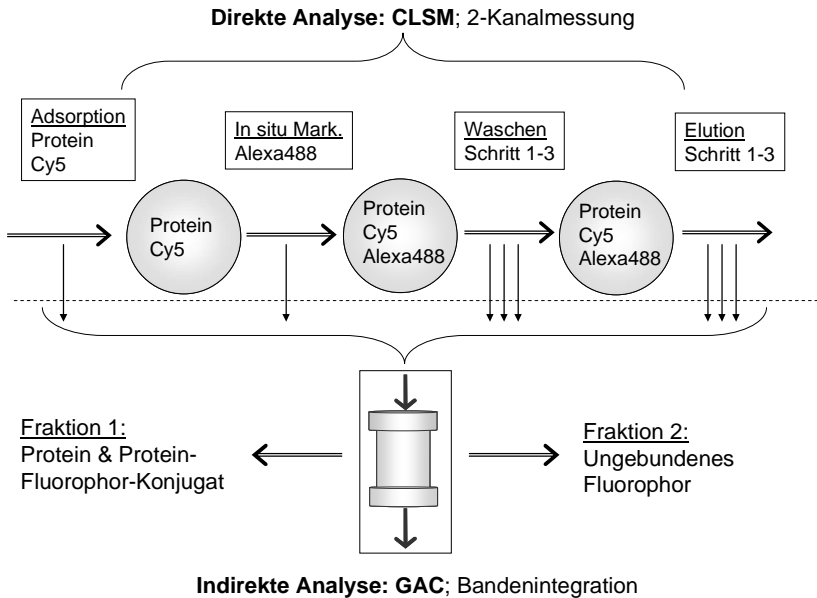 Direkte Analyse: CLSM; 2-Kanalmessung
Adsorption
Protein
Cy5
In situ Mark.
Alexa488
Waschen
Schritt 1-3
Elution
Schritt 1-3
Protein
Cy5
Protein
Cy5
Alexa488
Protein
Cy5
Alexa488
Fraktion 1:
Protein & Protein-
Fluorophor-Konjugat
Fraktion 2:
Ungebundenes
Fluorophor
Indirekte Analyse: GAC; Bandenintegration